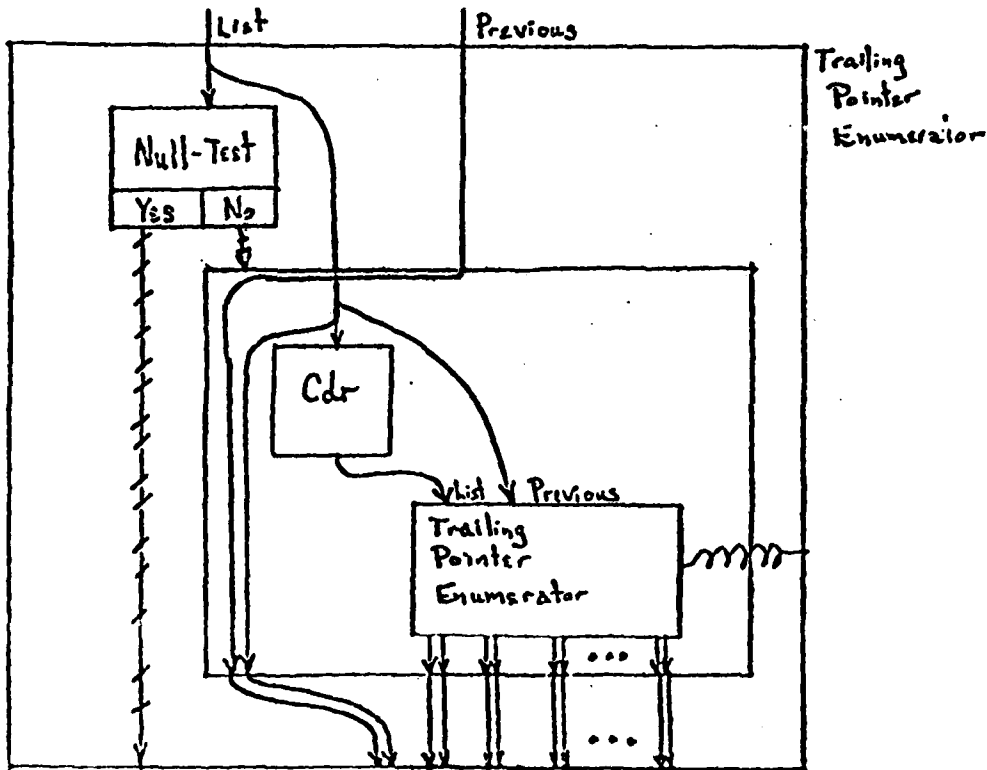 List
Previous
Trailing
Pointer
Enumerator
Null-Test
Yes
No
Cdr
List
Previous
Trailing
Pointer
Enumerator
...
...